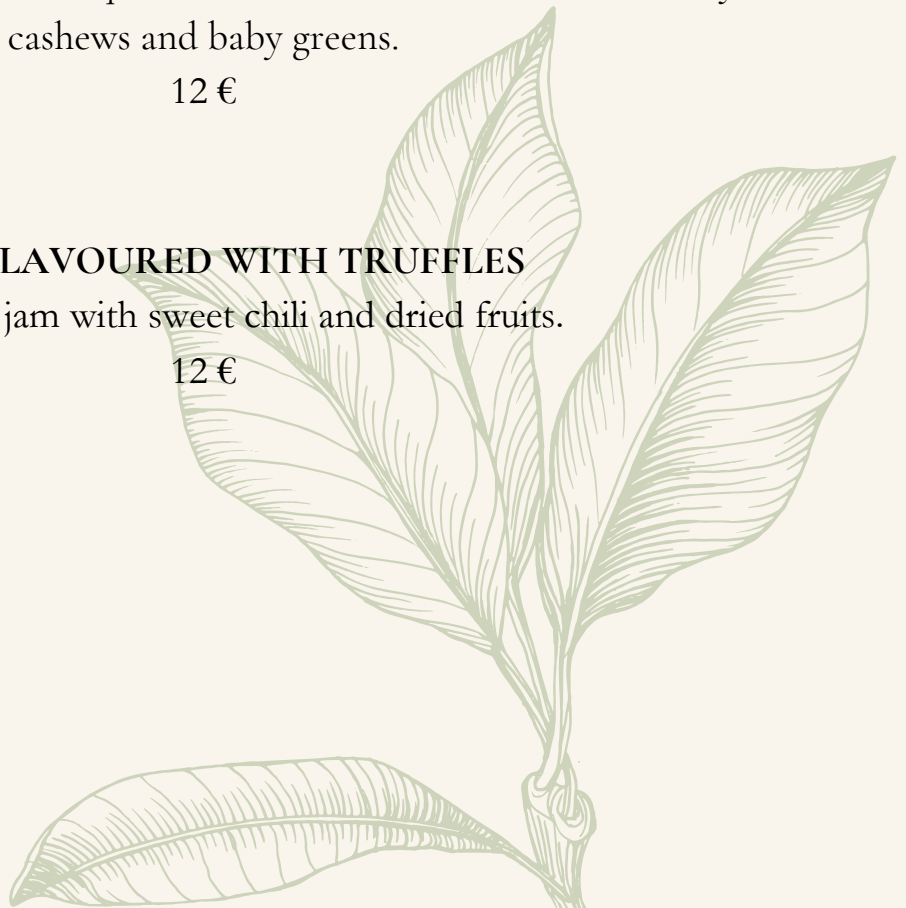 cashews and baby greens.
12 €
LAVOURED WITH TRUFFLES
jam with sweet chili and dried fruits.
12 €